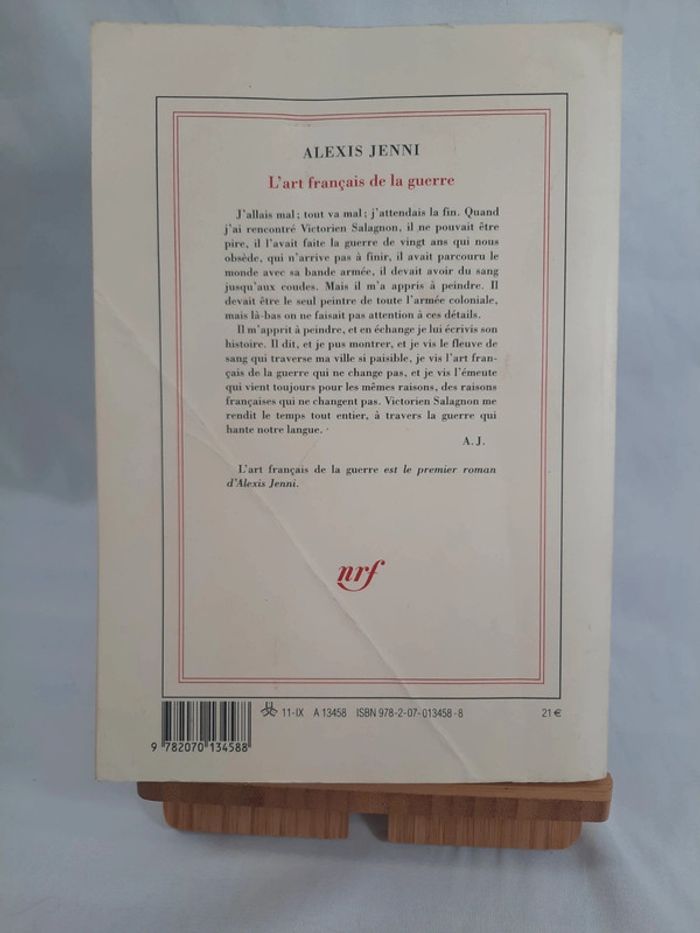 ALEXIS JENNI
L'art français de la guerre
J'allais mal ; tout va mal ; j'attendais la fin. Quand
j'ai rencontré Victorien Salagnon, il ne pouvait être
pire, il l'avait faite la guerre de vingt ans qui nous
obsède, qui n'arrive pas à finir, il avait parcouru le
monde avec sa bande armée, il devait avoir du sang
jusqu'aux coudes. Mais il m'a appris à peindre. Il
devait être le seul peintre de toute l'armée coloniale,
mais là-bas on ne faisait pas attention à ces détails.
Il m'apprit à peindre, et en échange je lui écrivis son
histoire. Il dit, et je pus montrer, et je vis le fleuve de
sang qui traverse ma ville si paisible, je vis l'art fran-
çais de la guerre qui ne change pas, et je vis l'émeute
qui vient toujours pour les mêmes raisons, des raisons
françaises qui ne changent pas. Victorien Salagnon me
rendit le temps tout entier, à travers la guerre qui
hante notre langue.
A. J.
L'art français de la guerre est le premier roman
d'Alexis Jenni.
nrf
11-IX A 13458 ISBN 978-2-07-013458-8 21 €
9 782070 134588